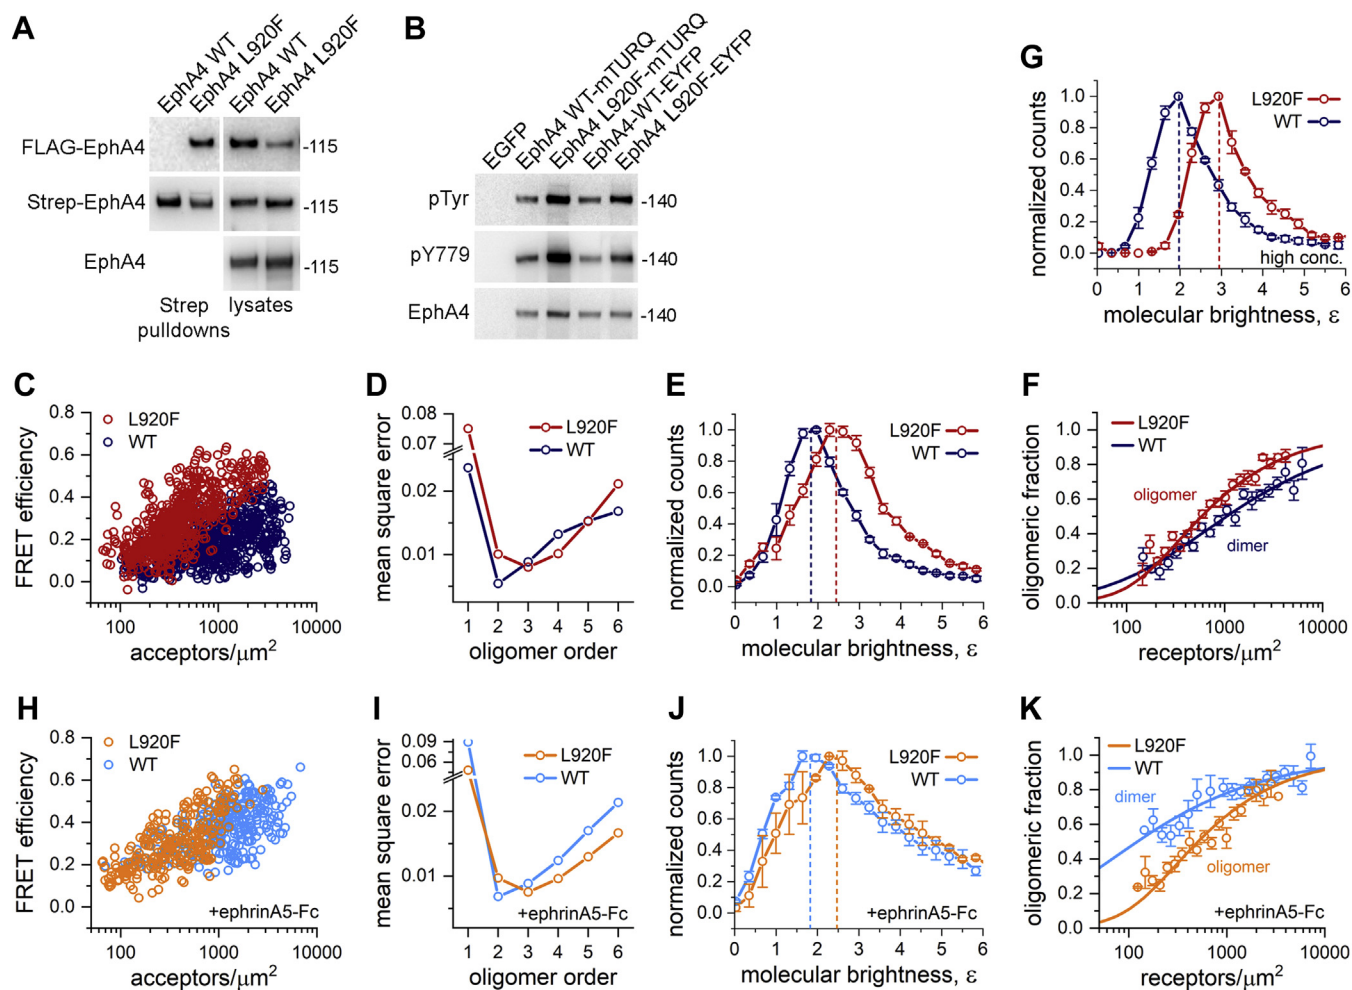 A
EphA4 WT
EphA4 L920F
EphA4 WT
EphA4 L920F
FLAG-EphA4
-115
Strep-EphA4
-115
EphA4
-115
Strep pulldowns
lysates
B
EGFP
EphA4 WT-mTURQ
EphA4 L920F-mTURQ
EphA4-WT-EYFP
EphA4 L920F-EYFP
pTyr
-140
pY779
-140
EphA4
-140
G
normalized counts
1.0
0.8
0.6
0.4
0.2
0.0
L920F
WT
high conc.
0 1 2 3 4 5 6
molecular brightness, ε
C
FRET efficiency
0.8
0.6
0.4
0.2
0.0
L920F
WT
100 1000 10000
acceptors/μm²
D
mean square error
0.08
0.07
0.02
0.01
L920F
WT
1 2 3 4 5 6
oligomer order
E
normalized counts
1.0
0.8
0.6
0.4
0.2
0.0
L920F
WT
0 1 2 3 4 5 6
molecular brightness, ε
F
oligomeric fraction
1.0
0.8
0.6
0.4
0.2
0.0
L920F
WT
oligomer
dimer
100 1000 10000
receptors/μm²
H
FRET efficiency
0.8
0.6
0.4
0.2
0.0
L920F
WT
+ephrinA5-Fc
100 1000 10000
acceptors/μm²
I
mean square error
0.09
0.08
0.02
0.01
L920F
WT
1 2 3 4 5 6
oligomer order
J
normalized counts
1.0
0.8
0.6
0.4
0.2
0.0
L920F
WT
+ephrinA5-Fc
0 1 2 3 4 5 6
molecular brightness, ε
K
oligomeric fraction
1.0
0.8
0.6
0.4
0.2
0.0
L920F
WT
dimer
oligomer
+ephrinA5-Fc
100 1000 10000
receptors/μm²